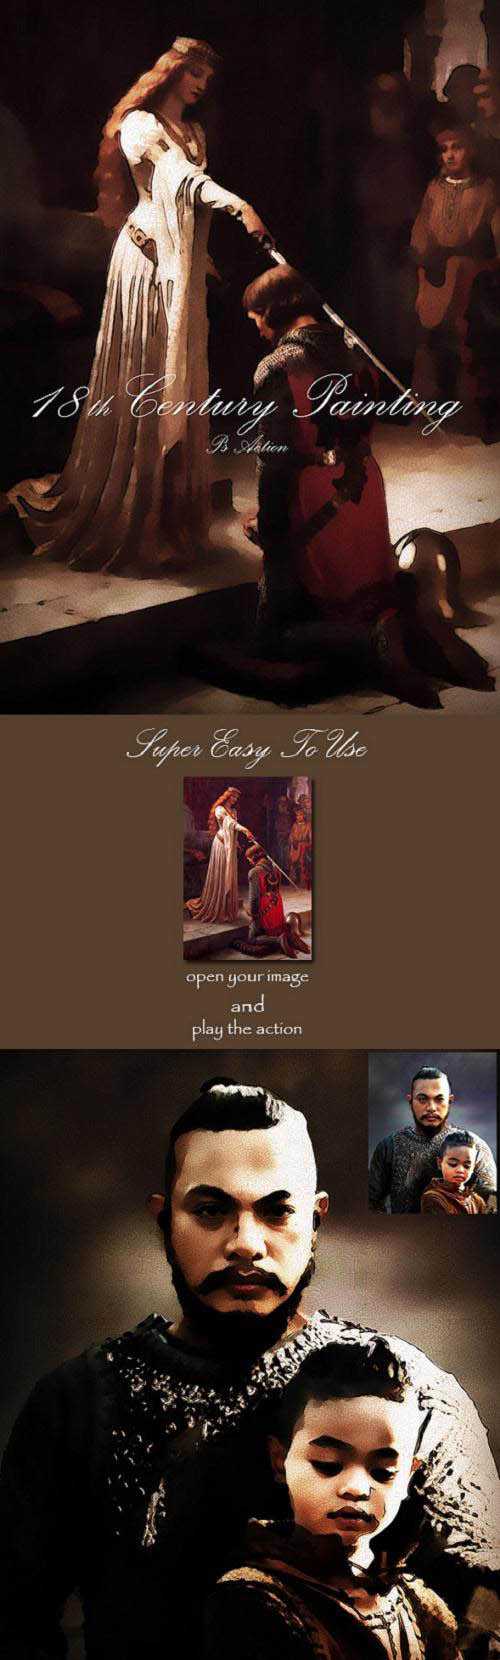 18th Century Painting
Ps Action
Super Easy To Use
open your image
and
play the action